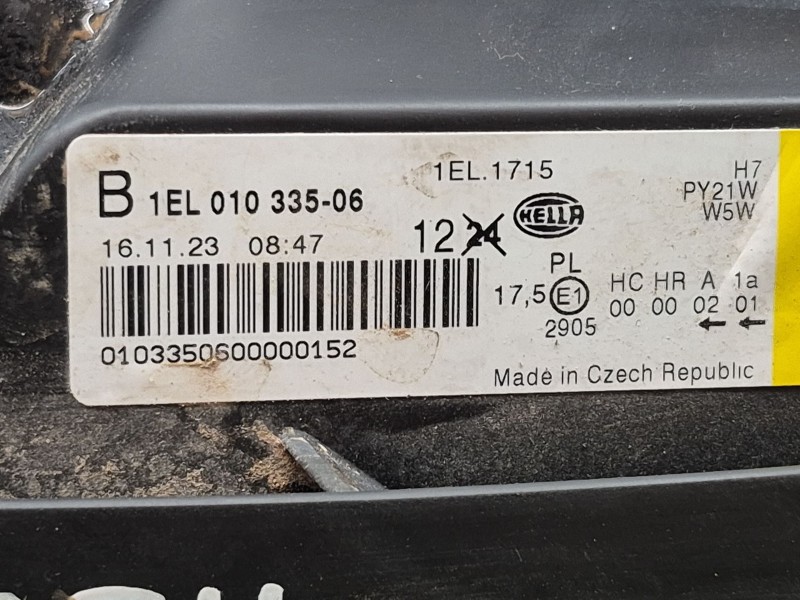 B 1EL 010 335-06
1EL.1715
H7
PY21W
W5W
16.11.23 08:47
12 24
HELLA
PL
17,5 E1
2905
HC HR A 1a
00 00 02 01
← ←
0103350600000152
Made in Czech Republic